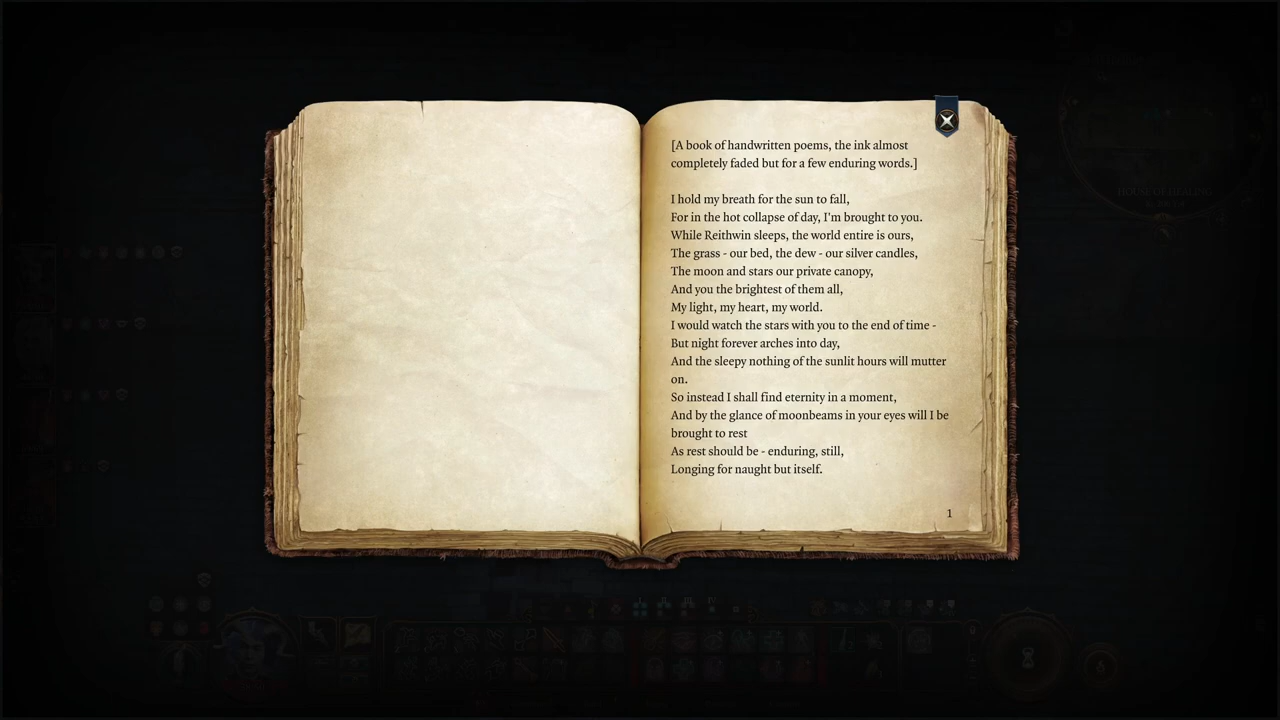 HOUSE OF HEALING
[A book of handwritten poems, the ink almost
completely faded but for a few enduring words.]
I hold my breath for the sun to fall,
For in the hot collapse of day, I'm brought to you.
While Reithwin sleeps, the world entire is ours,
The grass - our bed, the dew - our silver candles,
The moon and stars our private canopy,
And you the brightest of them all,
My light, my heart, my world.
I would watch the stars with you to the end of time -
But night forever arches into day,
And the sleepy nothing of the sunlit hours will mutter
on.
So instead I shall find eternity in a moment,
And by the glance of moonbeams in your eyes will I be
brought to rest
As rest should be - enduring, still,
Longing for naught but itself.
1